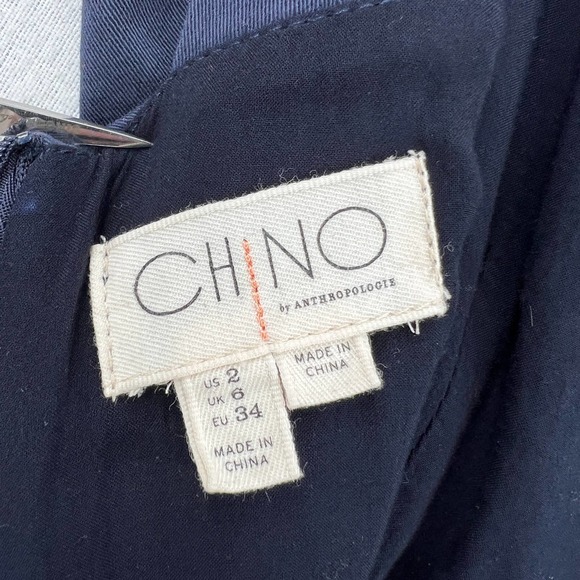 CHINO
by ANTHROPOLOGIE
US 2
UK 6
EU 34
MADE IN
CHINA
MADE IN
CHINA